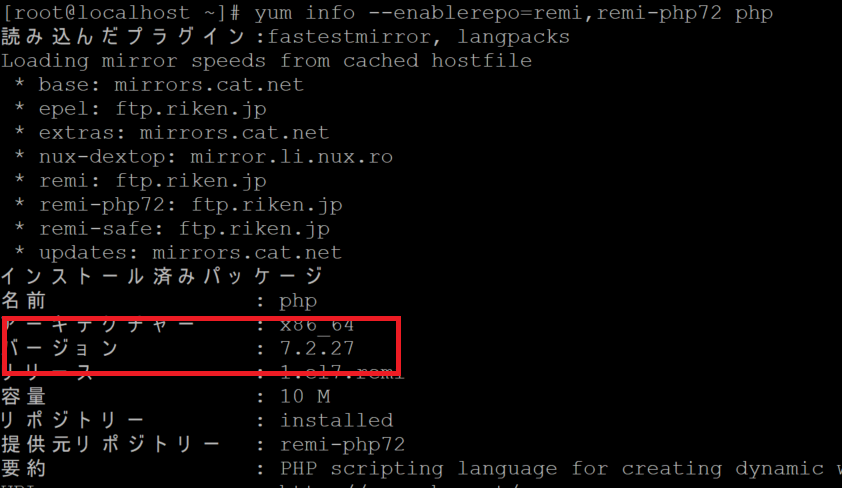 [root@localhost ~]# yum info --enablerepo=remi,remi-php72 php
読み込んだプラグイン:fastestmirror, langpacks
Loading mirror speeds from cached hostfile
 * base: mirrors.cat.net
 * epel: ftp.riken.jp
 * extras: mirrors.cat.net
 * nux-dextop: mirror.li.nux.ro
 * remi: ftp.riken.jp
 * remi-php72: ftp.riken.jp
 * remi-safe: ftp.riken.jp
 * updates: mirrors.cat.net
インストール済みパッケージ
名前 : php
アーキテクチャー : x86_64
バージョン : 7.2.27
リリース : 1.el7.remi
容量 : 10 M
リポジトリー : installed
提供元リポジトリー : remi-php72
要約 : PHP scripting language for creating dynamic